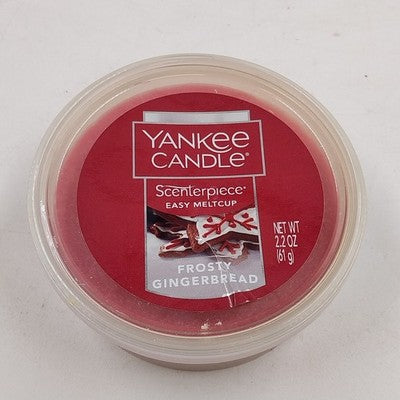 YANKEE
CANDLE®
Scenterpiece®
EASY MELTCUP
FROSTY
GINGERBREAD
NET WT
2.2 OZ
(61 g)